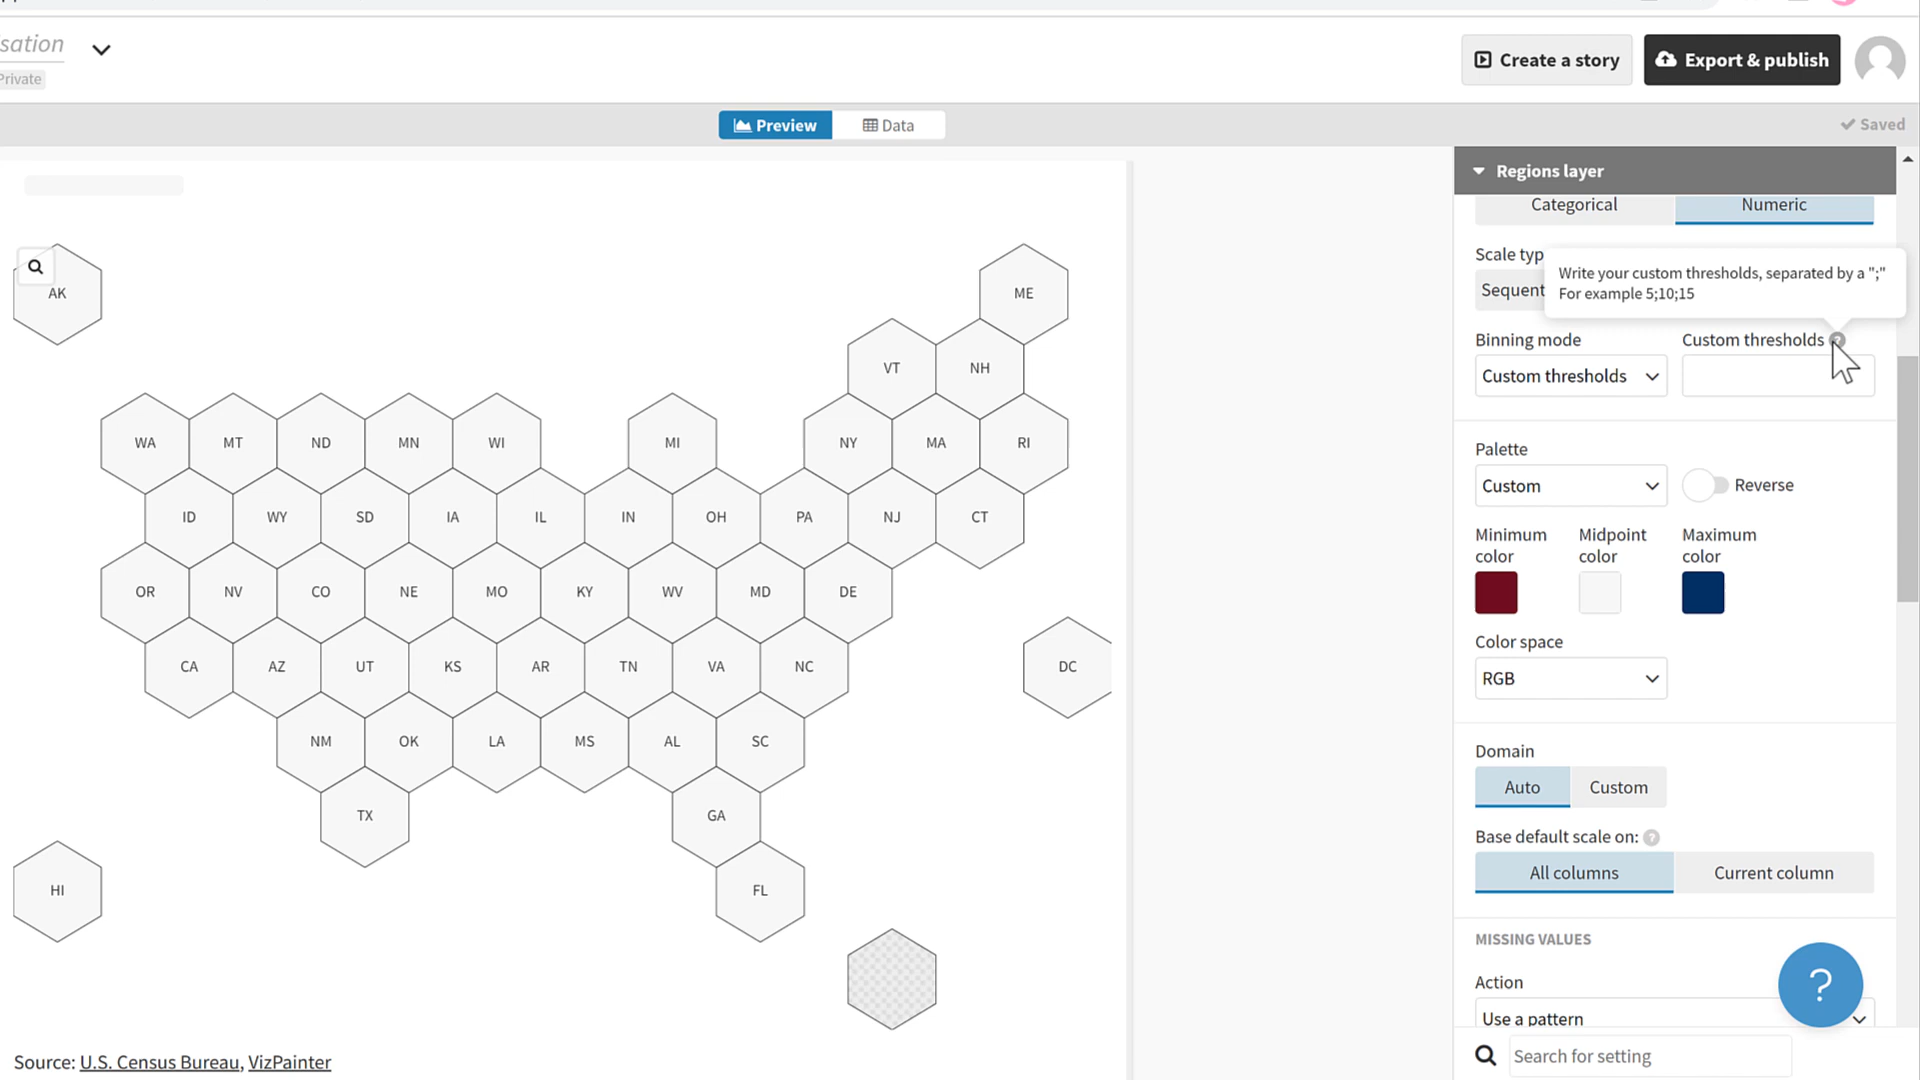 sation
Private
Create a story
Export & publish
Preview
Data
Saved
Regions layer
Categorical
Numeric
Scale typ
Sequent
Write your custom thresholds, separated by a ";"
For example 5;10;15
Binning mode
Custom thresholds
?
Custom thresholds
Palette
Custom
Reverse
Minimum color
Midpoint color
Maximum color
Color space
RGB
Domain
Auto
Custom
Base default scale on:
?
All columns
Current column
MISSING VALUES
Action
Use a pattern
?
Search for setting
AK
ME
VT
NH
WA
MT
ND
MN
WI
MI
NY
MA
RI
ID
WY
SD
IA
IL
IN
OH
PA
NJ
CT
OR
NV
CO
NE
MO
KY
WV
MD
DE
CA
AZ
UT
KS
AR
TN
VA
NC
DC
NM
OK
LA
MS
AL
SC
TX
GA
HI
FL
Source: U.S. Census Bureau, VizPainter